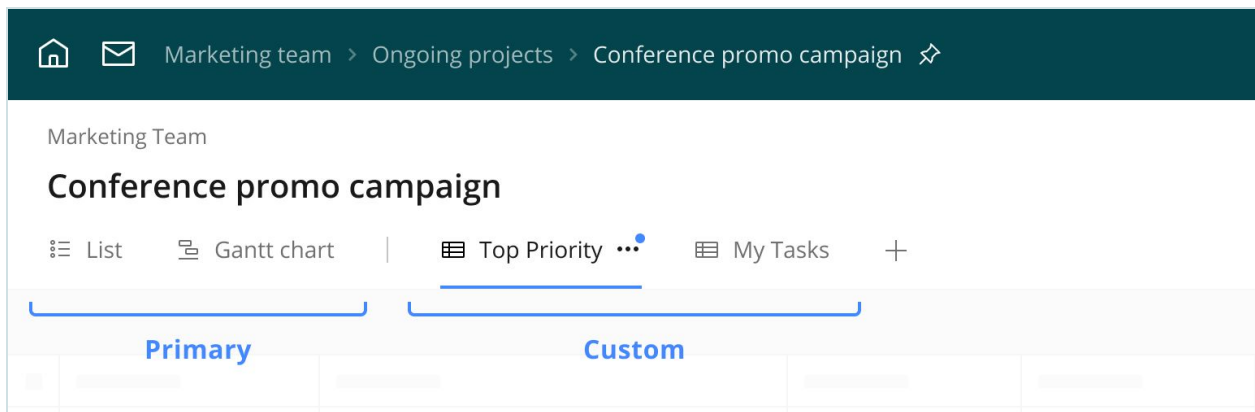 Marketing team > Ongoing projects > Conference promo campaign
Marketing Team
Conference promo campaign
List Gantt chart | Top Priority ••• My Tasks +
Primary Custom